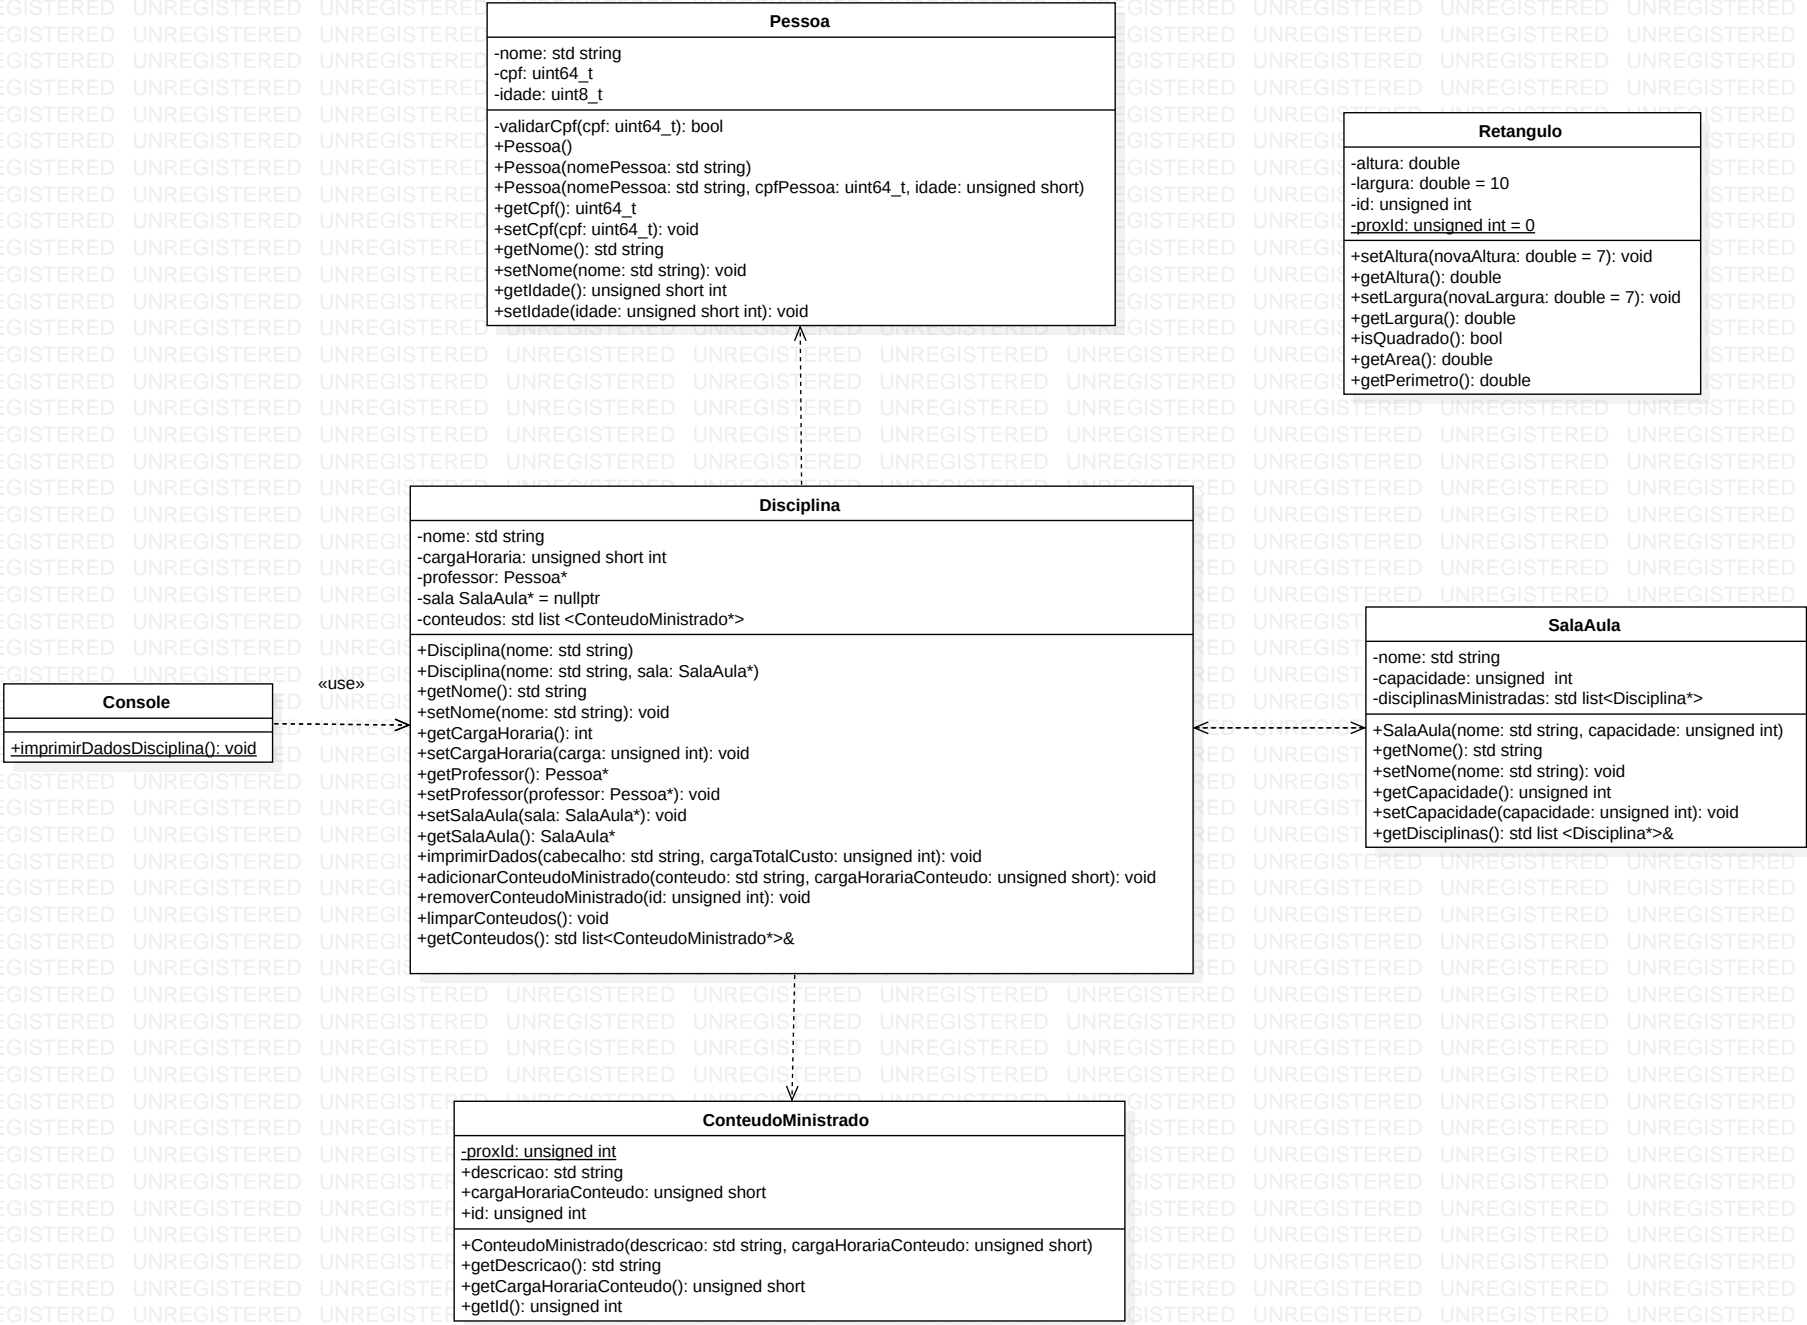 Pessoa
-nome: std string
-cpf: uint64_t
-idade: uint8_t
-validarCpf(cpf: uint64_t): bool
+Pessoa()
+Pessoa(nomePessoa: std string)
+Pessoa(nomePessoa: std string, cpfPessoa: uint64_t, idade: unsigned short)
+getCpf(): uint64_t
+setCpf(cpf: uint64_t): void
+getNome(): std string
+setNome(nome: std string): void
+getIdade(): unsigned short int
+setIdade(idade: unsigned short int): void
Retangulo
-altura: double
-largura: double = 10
-id: unsigned int
-proxId: unsigned int = 0
+setAltura(novaAltura: double = 7): void
+getAltura(): double
+setLargura(novaLargura: double = 7): void
+getLargura(): double
+isQuadrado(): bool
+getArea(): double
+getPerimetro(): double
Disciplina
-nome: std string
-cargaHoraria: unsigned short int
-professor: Pessoa*
-sala SalaAula* = nullptr
-conteudos: std list <ConteudoMinistrado*>
+Disciplina(nome: std string)
+Disciplina(nome: std string, sala: SalaAula*)
+getNome(): std string
+setNome(nome: std string): void
+getCargaHoraria(): int
+setCargaHoraria(carga: unsigned int): void
+getProfessor(): Pessoa*
+setProfessor(professor: Pessoa*): void
+setSalaAula(sala: SalaAula*): void
+getSalaAula(): SalaAula*
+imprimirDados(cabecalho: std string, cargaTotalCusto: unsigned int): void
+adicionarConteudoMinistrado(conteudo: std string, cargaHorariaConteudo: unsigned short): void
+removerConteudoMinistrado(id: unsigned int): void
+limparConteudos(): void
+getConteudos(): std list<ConteudoMinistrado*>&
«use»
Console
+imprimirDadosDisciplina(): void
SalaAula
-nome: std string
-capacidade: unsigned  int
-disciplinasMinistradas: std list<Disciplina*>
+SalaAula(nome: std string, capacidade: unsigned int)
+getNome(): std string
+setNome(nome: std string): void
+getCapacidade(): unsigned int
+setCapacidade(capacidade: unsigned int): void
+getDisciplinas(): std list <Disciplina*>&
ConteudoMinistrado
-proxId: unsigned int
+descricao: std string
+cargaHorariaConteudo: unsigned short
+id: unsigned int
+ConteudoMinistrado(descricao: std string, cargaHorariaConteudo: unsigned short)
+getDescricao(): std string
+getCargaHorariaConteudo(): unsigned short
+getId(): unsigned int
UNREGISTERED